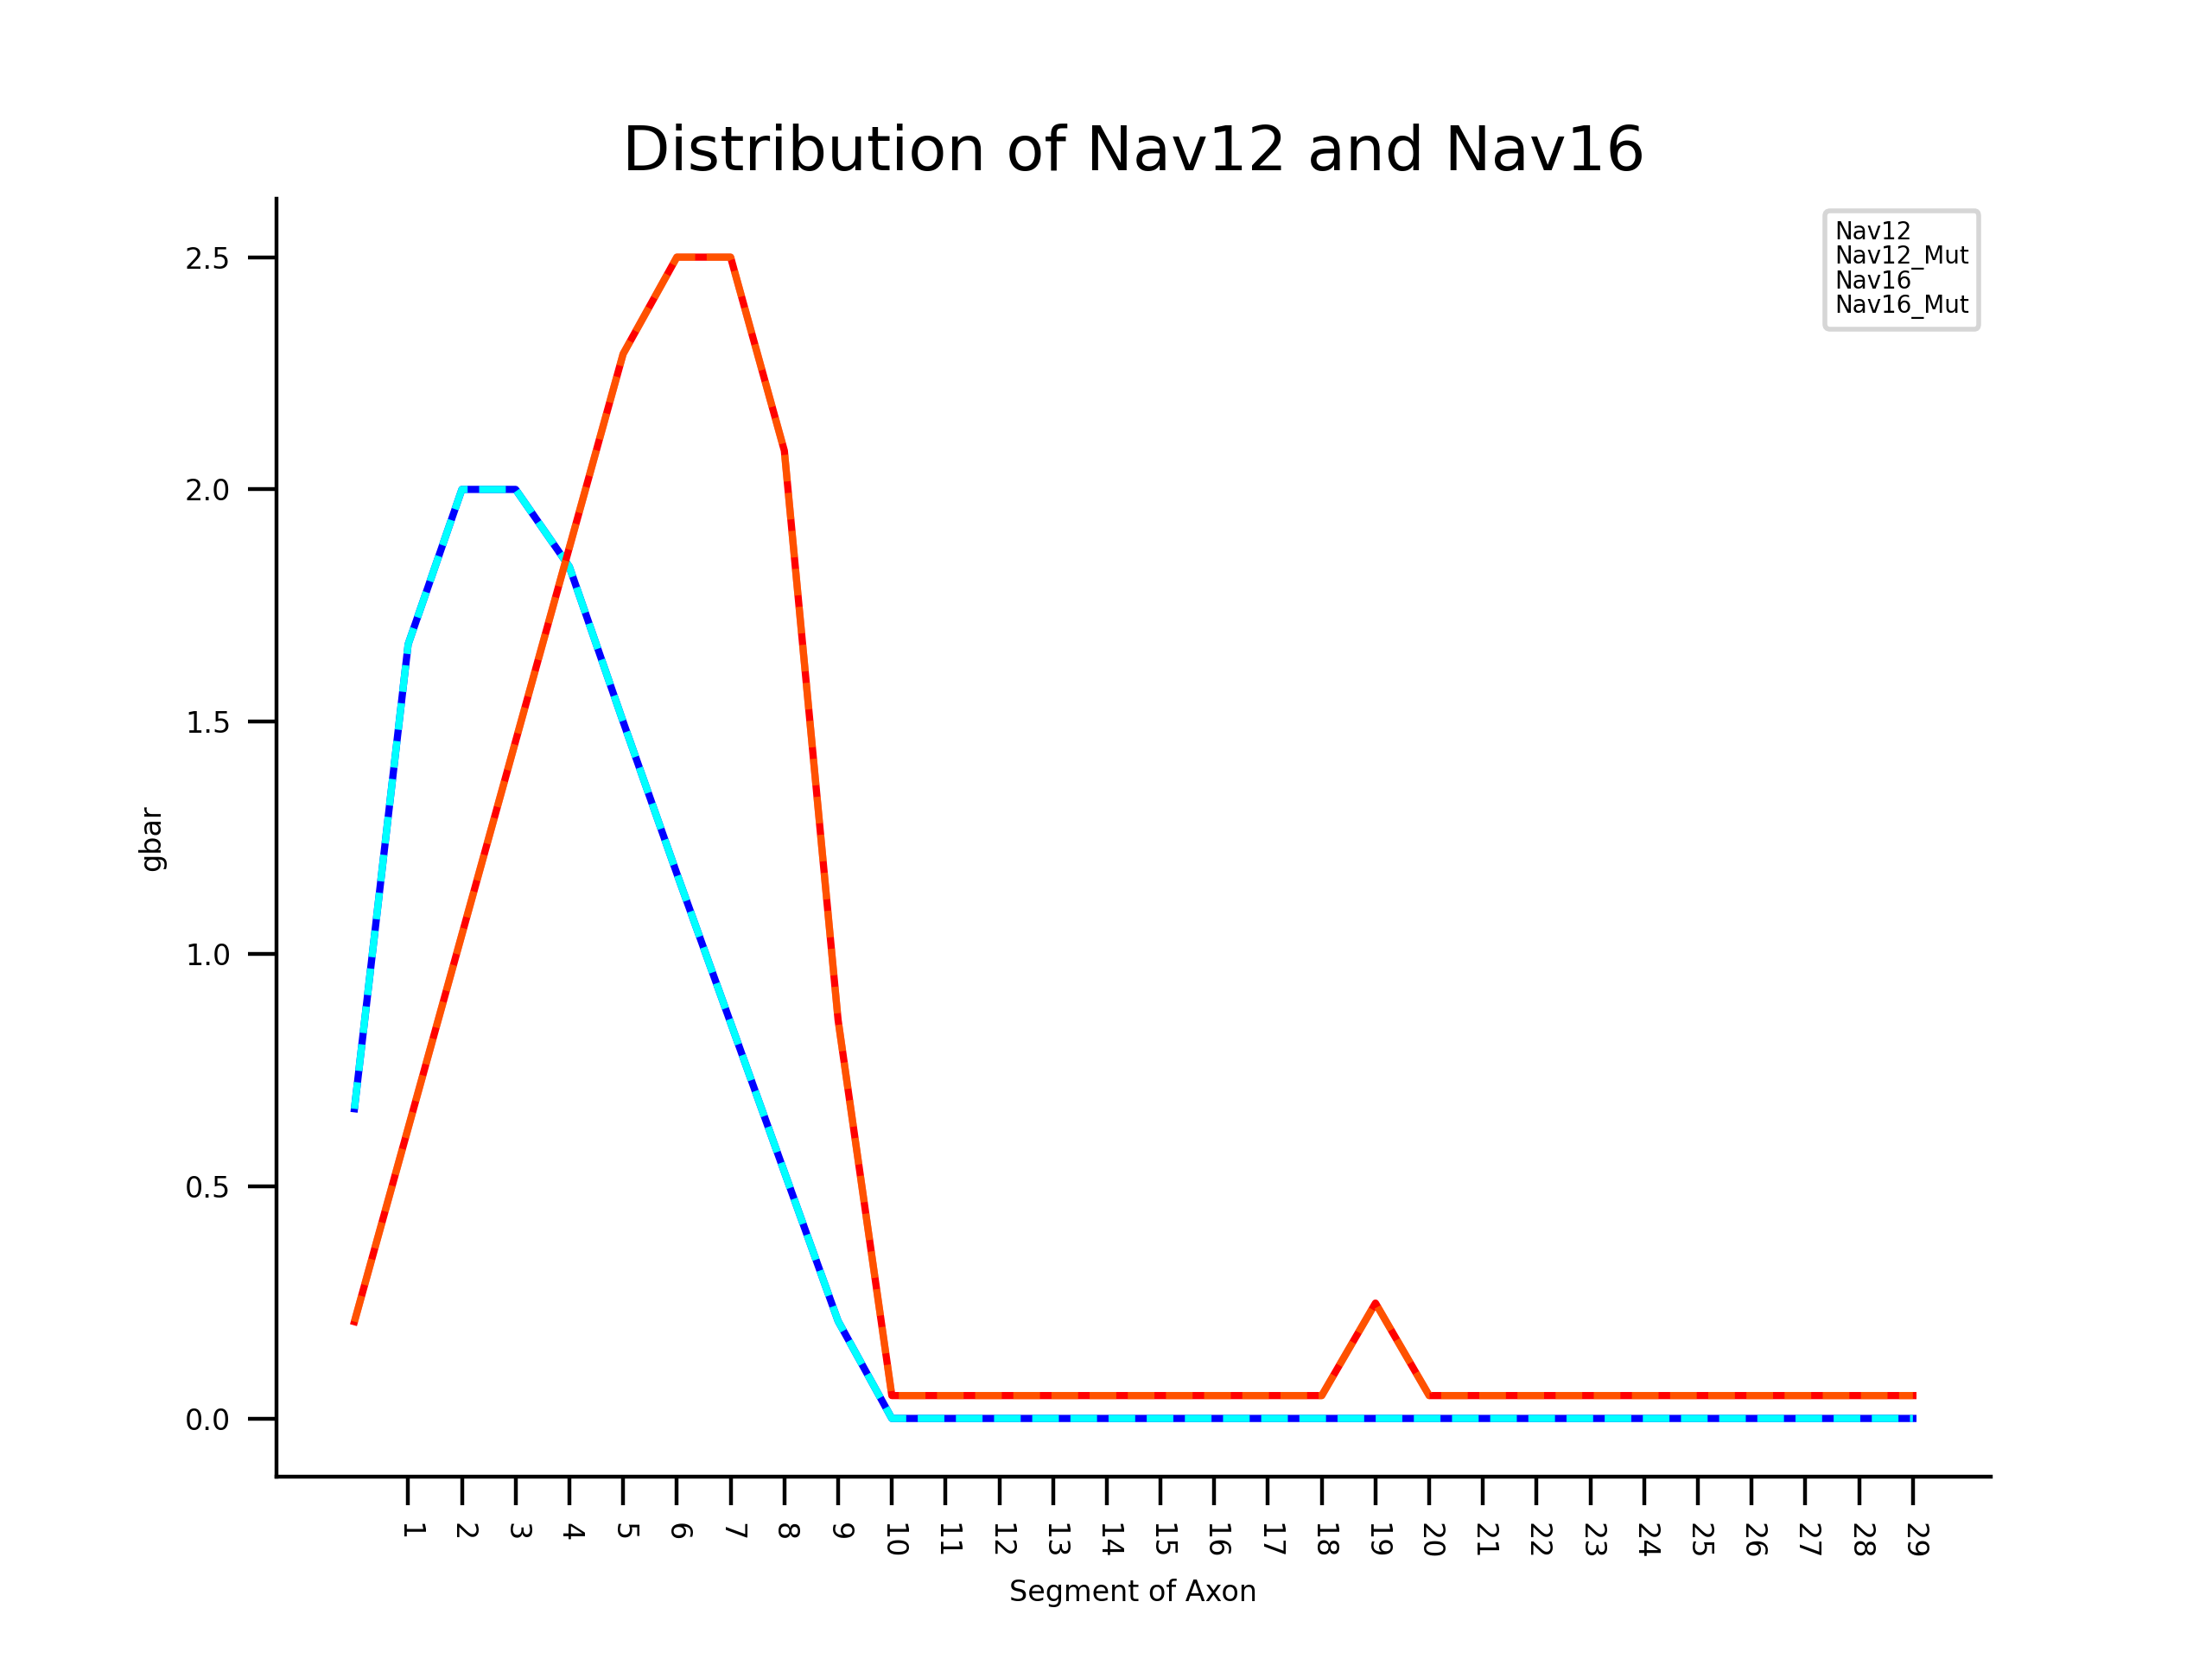 Distribution of Nav12 and Nav16
Nav12
Nav12_Mut
Nav16
Nav16_Mut
2.5
2.0
1.5
1.0
0.5
0.0
gbar
1 2 3 4 5 6 7 8 9 10 11 12 13 14 15 16 17 18 19 20 21 22 23 24 25 26 27 28 29
Segment of Axon